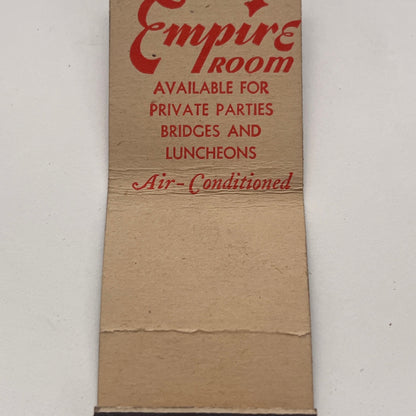 Empire
ROOM
AVAILABLE FOR
PRIVATE PARTIES
BRIDGES AND
LUNCHEONS
Air-Conditioned